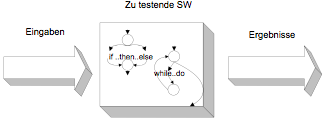 Zu testende SW
Eingaben
Ergebnisse
if ..then..else
while..do